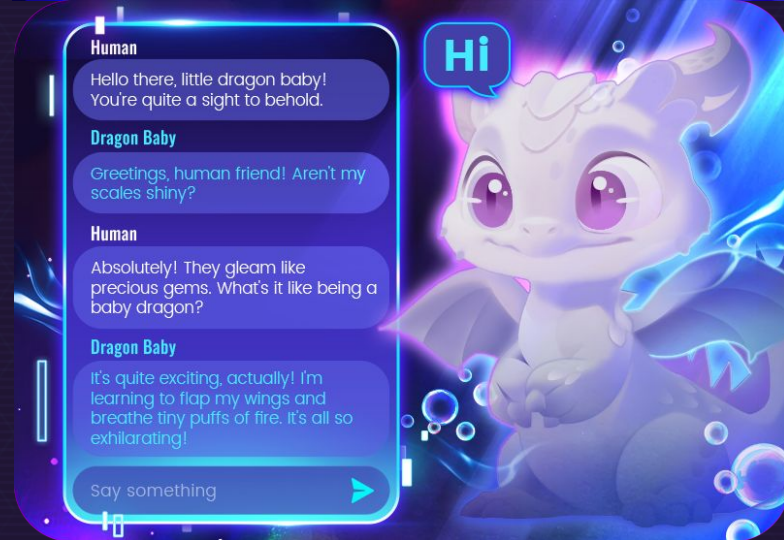 Hi
Human
Hello there, little dragon baby!
You're quite a sight to behold.
Dragon Baby
Greetings, human friend! Aren't my
scales shiny?
Human
Absolutely! They gleam like
precious gems. What's it like being a
baby dragon?
Dragon Baby
It's quite exciting, actually! I'm
learning to flap my wings and
breathe tiny puffs of fire. It's all so
exhilarating!
Say something